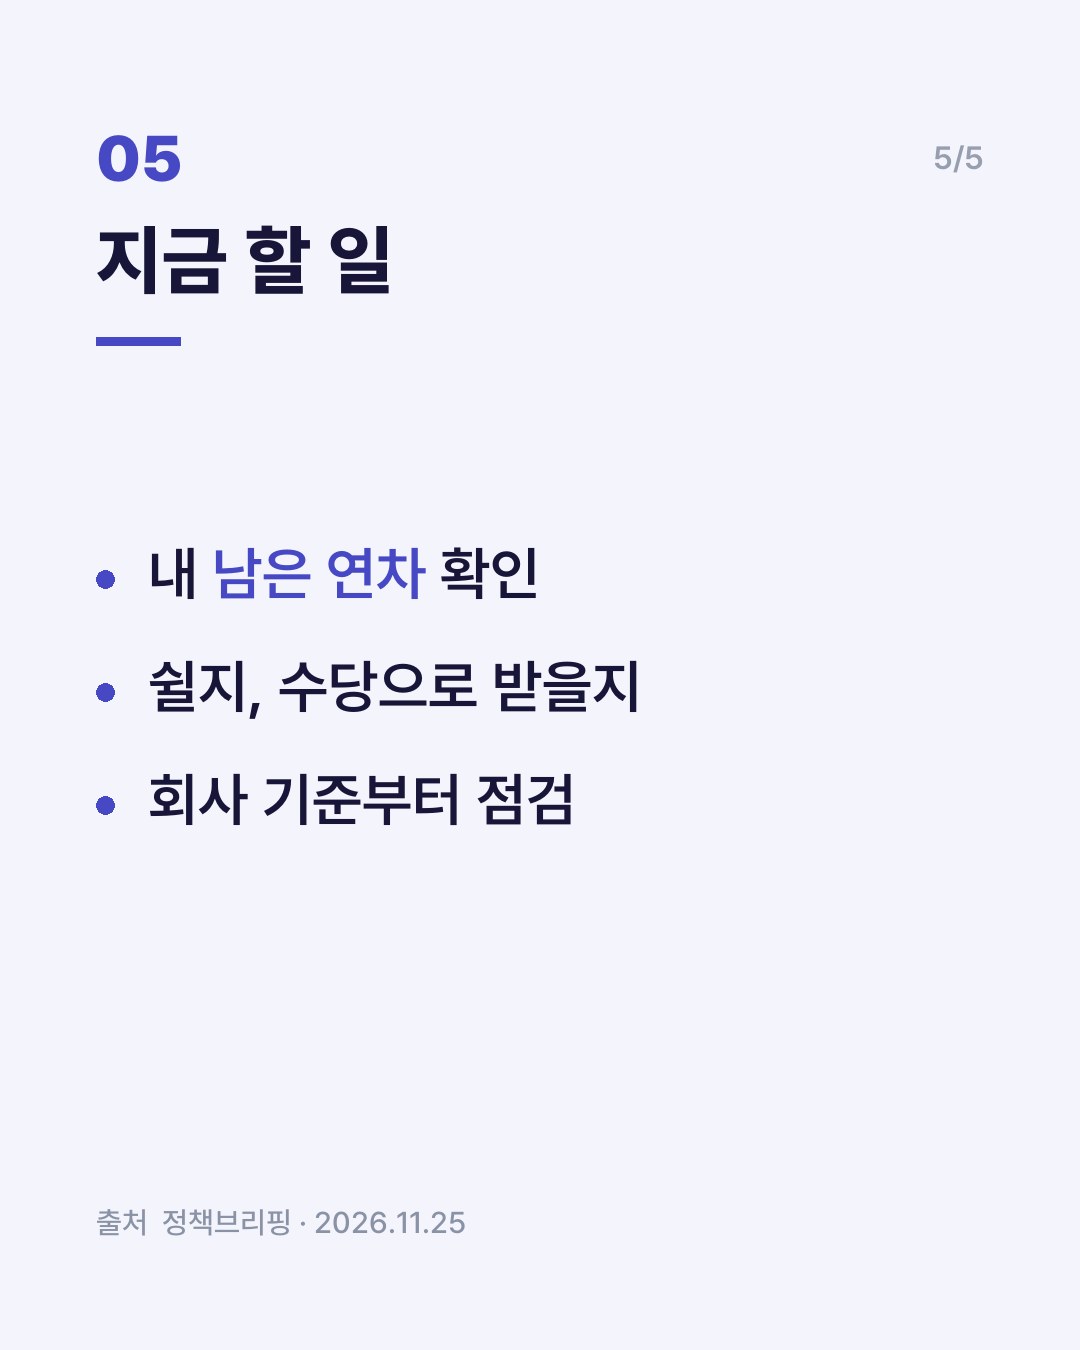 05
5/5
지금 할 일
내 남은 연차 확인
쉴지, 수당으로 받을지
회사 기준부터 점검
출처 정책브리핑 · 2026.11.25